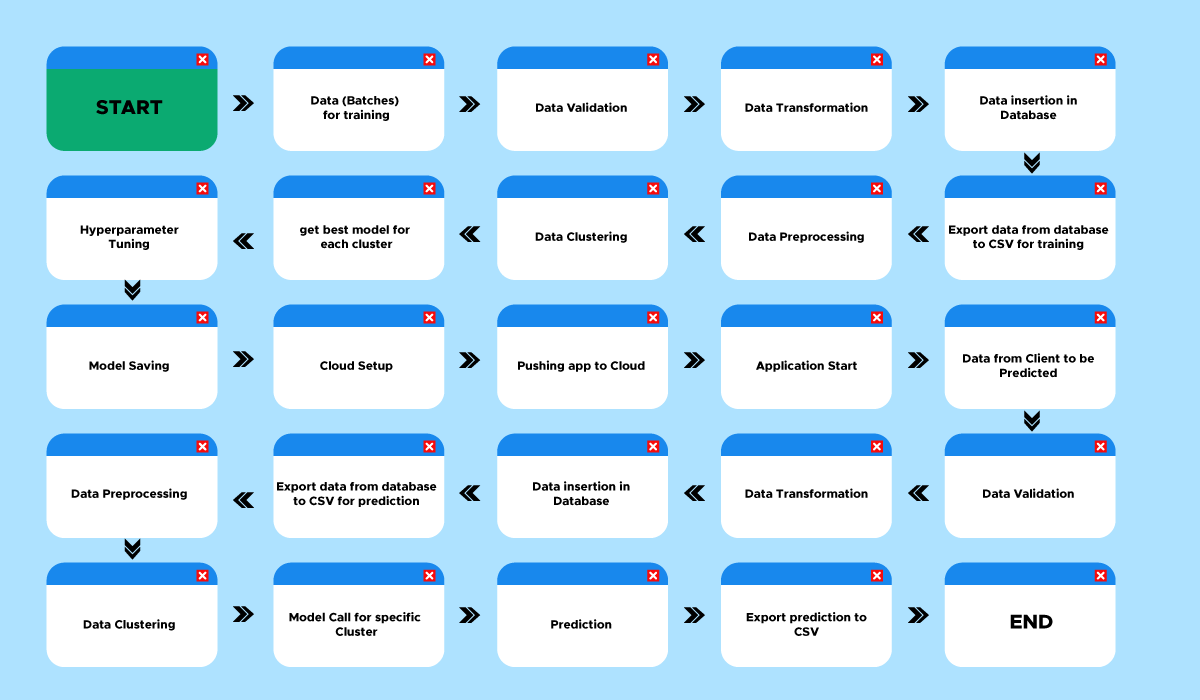 START
Data (Batches)
for training
Data Validation
Data Transformation
Data insertion in
Database
Hyperparameter
Tuning
get best model for
each cluster
Data Clustering
Data Preprocessing
Export data from database
to CSV for training
Model Saving
Cloud Setup
Pushing app to Cloud
Application Start
Data from Client to be
Predicted
Data Preprocessing
Export data from database
to CSV for prediction
Data insertion in
Database
Data Transformation
Data Validation
Data Clustering
Model Call for specific
Cluster
Prediction
Export prediction to
CSV
END